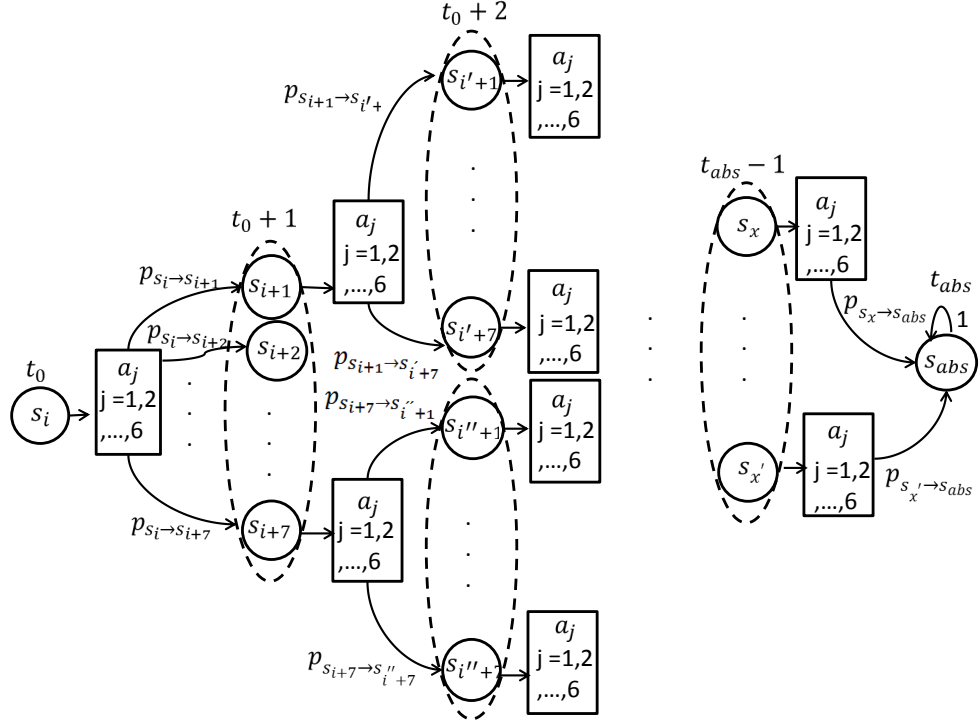 t₀ + 2
s_{i′+1}
a_j
j =1,2
,...,6
p_{s_{i+1}→s_{i′+}}
t_{abs} − 1
s_x
a_j
j =1,2
,...,6
t₀ + 1
a_j
j =1,2
,...,6
p_{s_i→s_{i+1}}
s_{i+1}
s_{i′+7}
a_j
j =1,2
,...,6
p_{s_x→s_{abs}}
t_{abs}
1
s_{abs}
p_{s_i→s_{i+2}}
s_{i+2}
p_{s_{i+1}→s_{i′+7}}
t₀
s_i
a_j
j =1,2
,...,6
p_{s_{i+7}→s_{i″+1}}
s_{i″+1}
a_j
j =1,2
,...,6
s_{x′}
a_j
j =1,2
,...,6
p_{s_{x′}→s_{abs}}
p_{s_i→s_{i+7}}
s_{i+7}
a_j
j =1,2
,...,6
p_{s_{i+7}→s_{i″+7}}
s_{i″+7}
a_j
j =1,2
,...,6